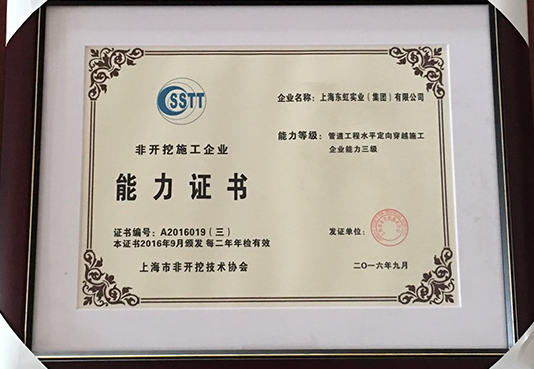 SSTT
非开挖施工企业
能力证书
证书编号：A2016019（三）
本证书2016年9月颁发 每二年年检有效
上海市非开挖技术协会
企业名称：上海东虹实业（集团）有限公司
能力等级：管道工程水平定向穿越施工
企业能力三级
发证单位：
二〇一六年九月